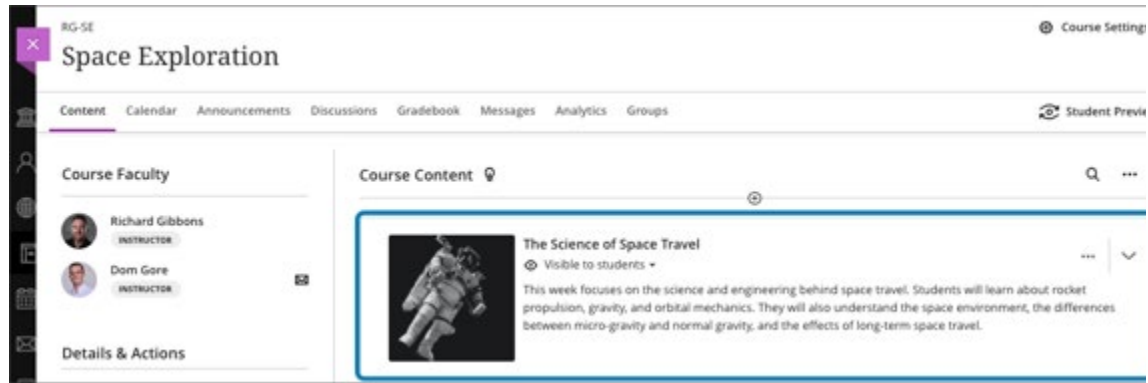 RG-SE
Space Exploration
Course Settings
Content Calendar Announcements Discussions Gradebook Messages Analytics Groups
Student Previe
Course Faculty
Richard Gibbons
INSTRUCTOR
Dom Gore
INSTRUCTOR
Details & Actions
Course Content
The Science of Space Travel
Visible to students
This week focuses on the science and engineering behind space travel. Students will learn about rocket
propulsion, gravity, and orbital mechanics. They will also understand the space environment, the differences
between micro-gravity and normal gravity, and the effects of long-term space travel.